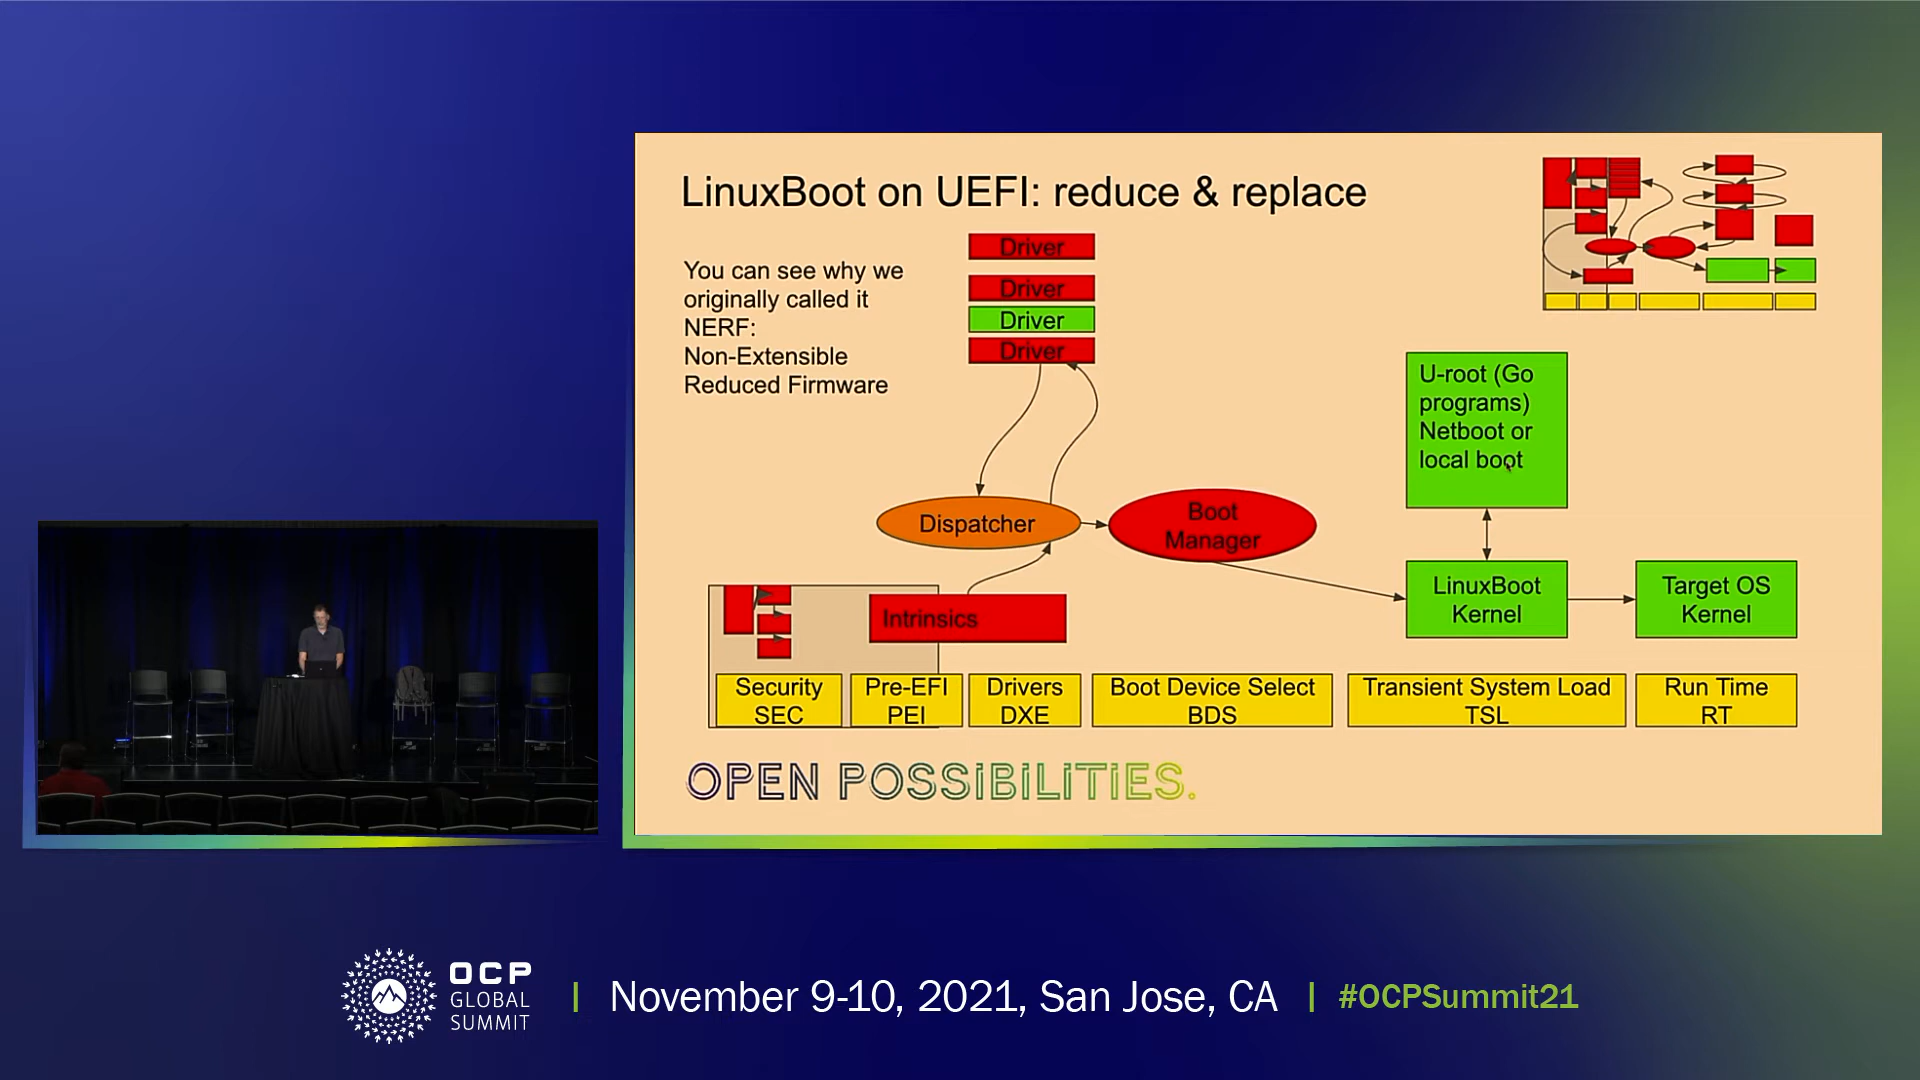 LinuxBoot on UEFI: reduce & replace
You can see why we
originally called it
NERF:
Non-Extensible
Reduced Firmware
Driver
Driver
Driver
Driver
U-root (Go
programs)
Netboot or
local boot
Dispatcher
Boot
Manager
Intrinsics
LinuxBoot
Kernel
Target OS
Kernel
Security
SEC
Pre-EFI
PEI
Drivers
DXE
Boot Device Select
BDS
Transient System Load
TSL
Run Time
RT
OPEN POSSIBILITIES.
OCP
GLOBAL
SUMMIT
November 9-10, 2021, San Jose, CA
#OCPSummit21